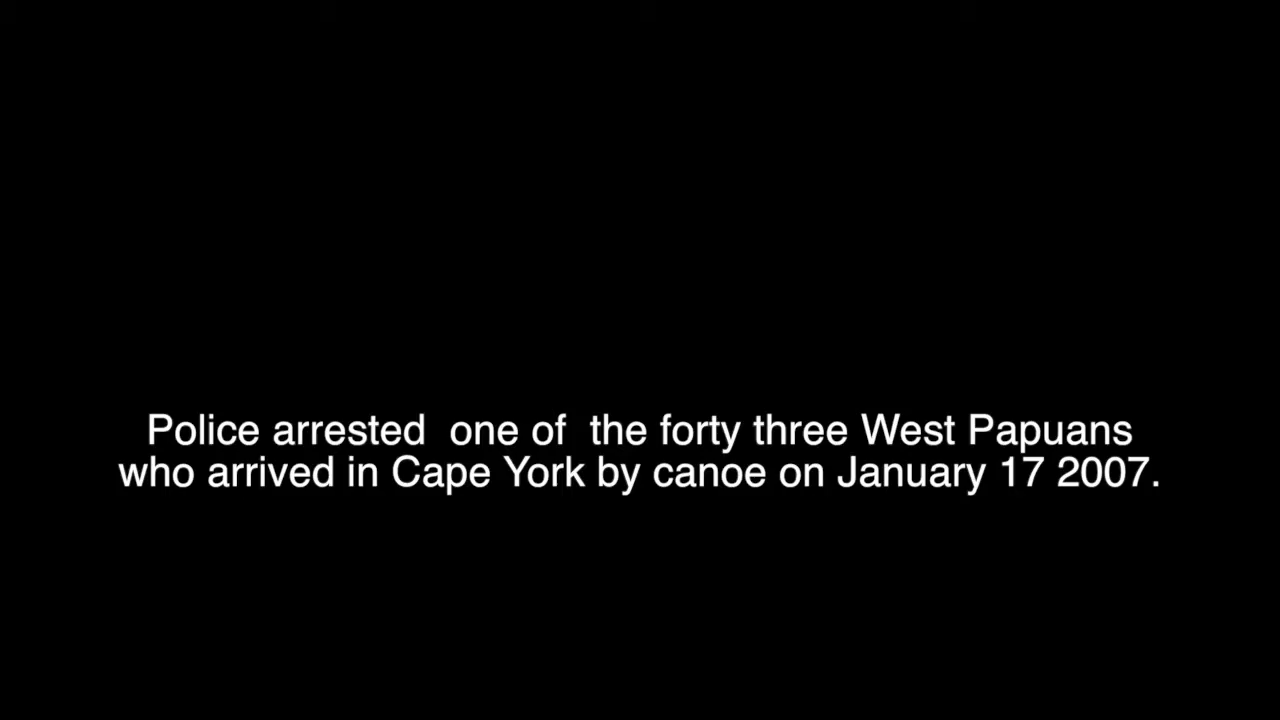 Police arrested  one of  the forty three West Papuans
who arrived in Cape York by canoe on January 17 2007.